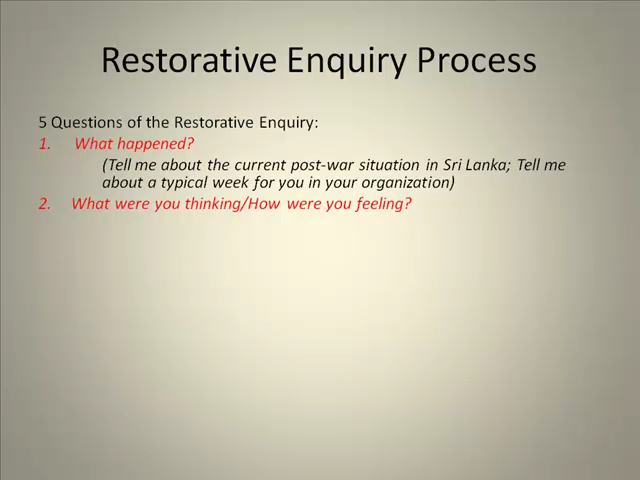 Restorative Enquiry Process
5 Questions of the Restorative Enquiry:
1. What happened?
(Tell me about the current post-war situation in Sri Lanka; Tell me
about a typical week for you in your organization)
2. What were you thinking/How were you feeling?